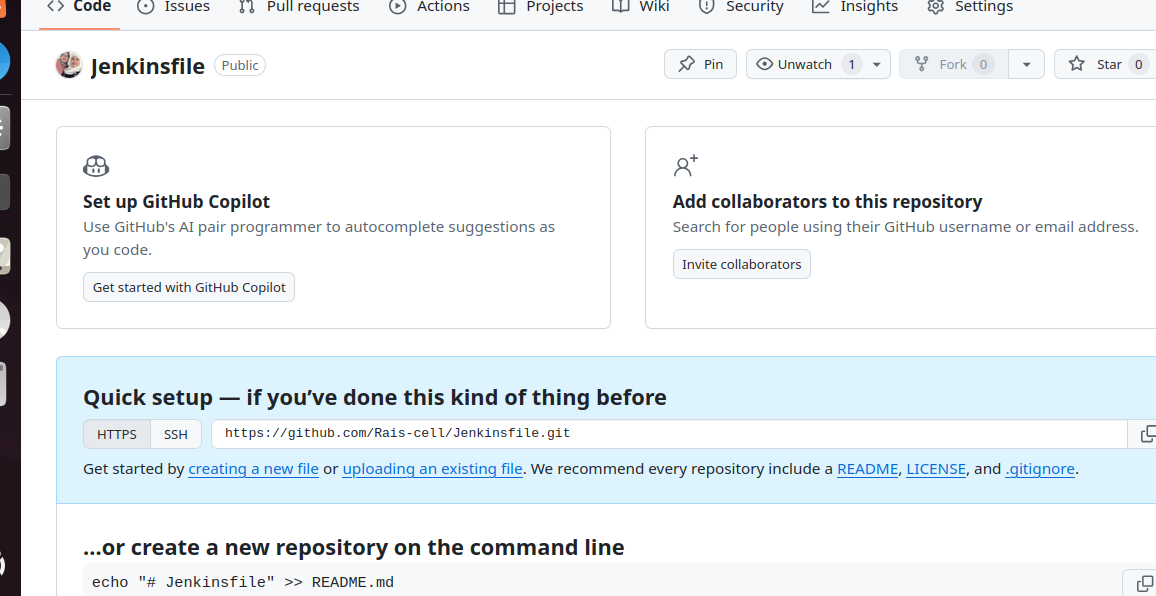 Code Issues Pull requests Actions Projects Wiki Security Insights Settings
Jenkinsfile Public Pin Unwatch 1 Fork 0 Star 0
Set up GitHub Copilot
Use GitHub's AI pair programmer to autocomplete suggestions as
you code.
Get started with GitHub Copilot
Add collaborators to this repository
Search for people using their GitHub username or email address.
Invite collaborators
Quick setup — if you’ve done this kind of thing before
HTTPS SSH https://github.com/Rais-cell/Jenkinsfile.git
Get started by creating a new file or uploading an existing file. We recommend every repository include a README, LICENSE, and .gitignore.
…or create a new repository on the command line
echo "# Jenkinsfile" >> README.md